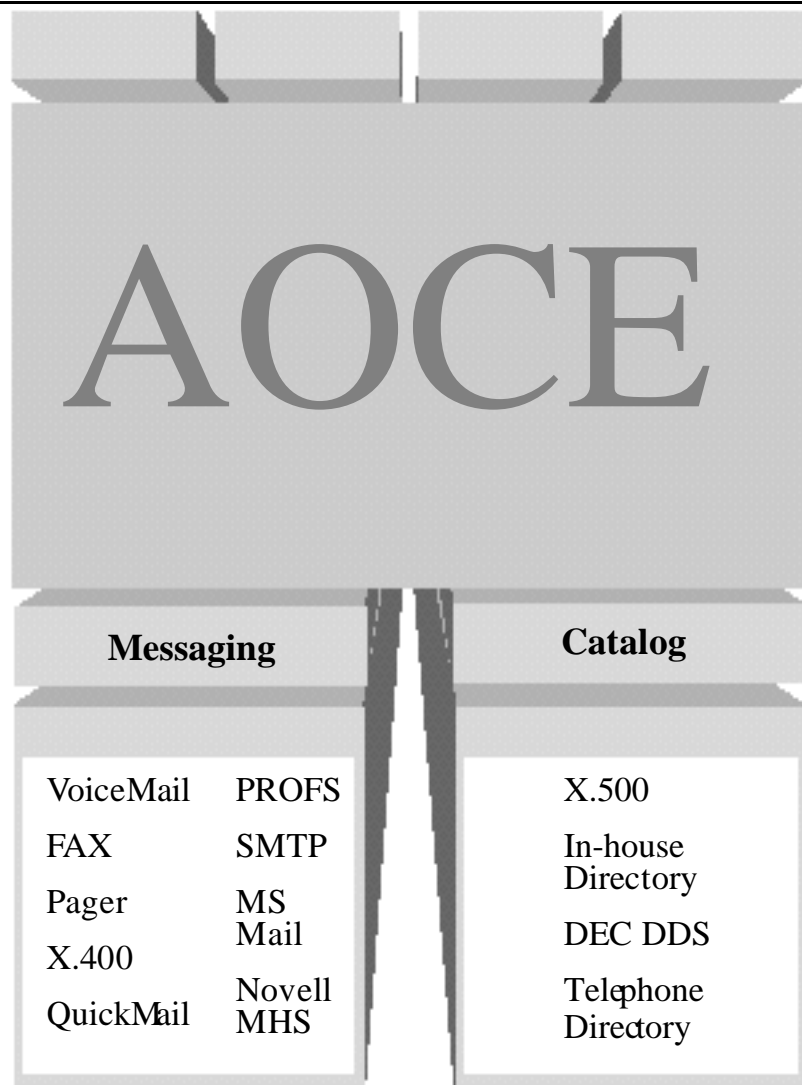 AOCE
Messaging
Catalog
VoiceMail
FAX
Pager
X.400
QuickMail
PROFS
SMTP
MS
Mail
Novell
MHS
X.500
In-house
Directory
DEC DDS
Telephone
Directory